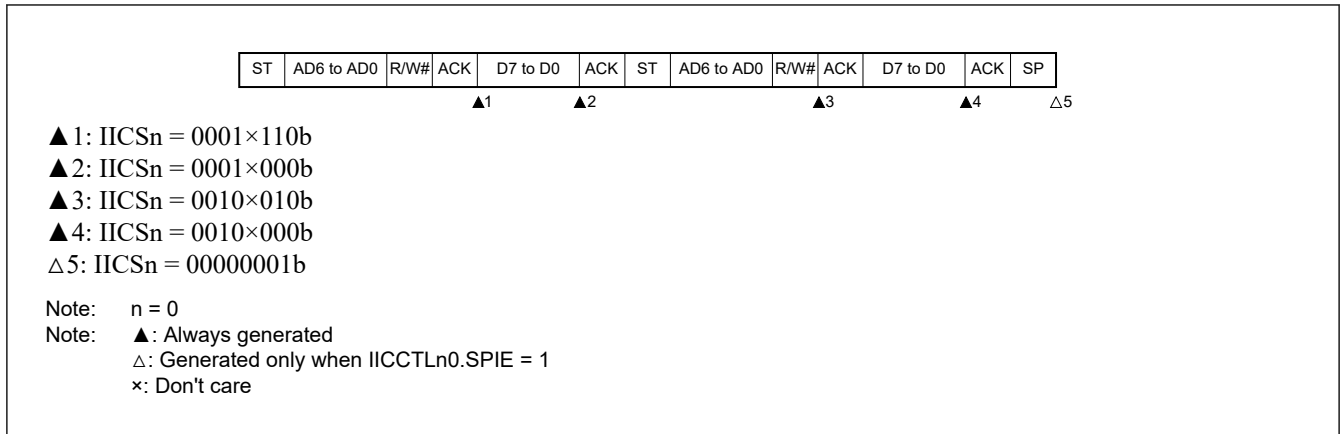 ST AD6 to AD0 R/W# ACK D7 to D0 ACK ST AD6 to AD0 R/W# ACK D7 to D0 ACK SP
▲1 ▲2 ▲3 ▲4 △5
▲1: IICSn = 0001×110b
▲2: IICSn = 0001×000b
▲3: IICSn = 0010×010b
▲4: IICSn = 0010×000b
△5: IICSn = 00000001b
Note: n = 0
Note: ▲: Always generated
△: Generated only when IICCTLn0.SPIE = 1
×: Don't care